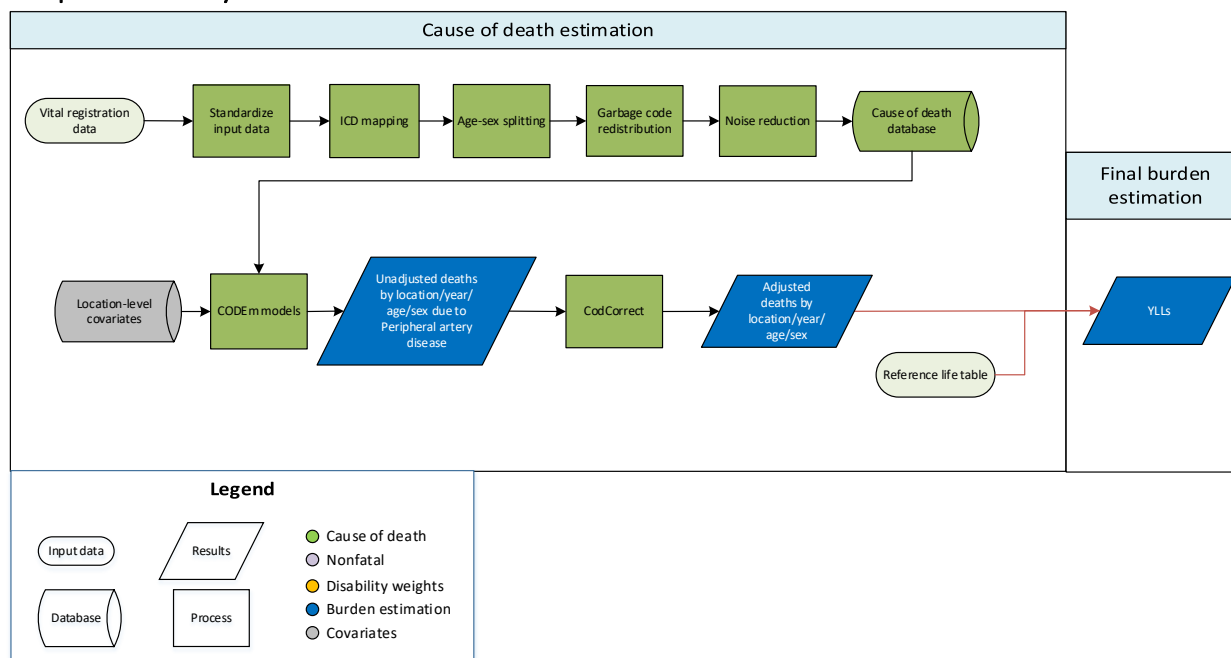 Cause of death estimation
Vital registration
data
Standardize
input data
ICD mapping
Age-sex splitting
Garbage code
redistribution
Noise reduction
Cause of death
database
Final burden
estimation
Location-level
covariates
CODEm models
Unadjusted deaths
by location/year/
age/sex due to
Peripheral artery
disease
CodCorrect
Adjusted
deaths by
location/year/
age/sex
YLLs
Reference life table
Legend
Input data
Results
Database
Process
Cause of death
Nonfatal
Disability weights
Burden estimation
Covariates